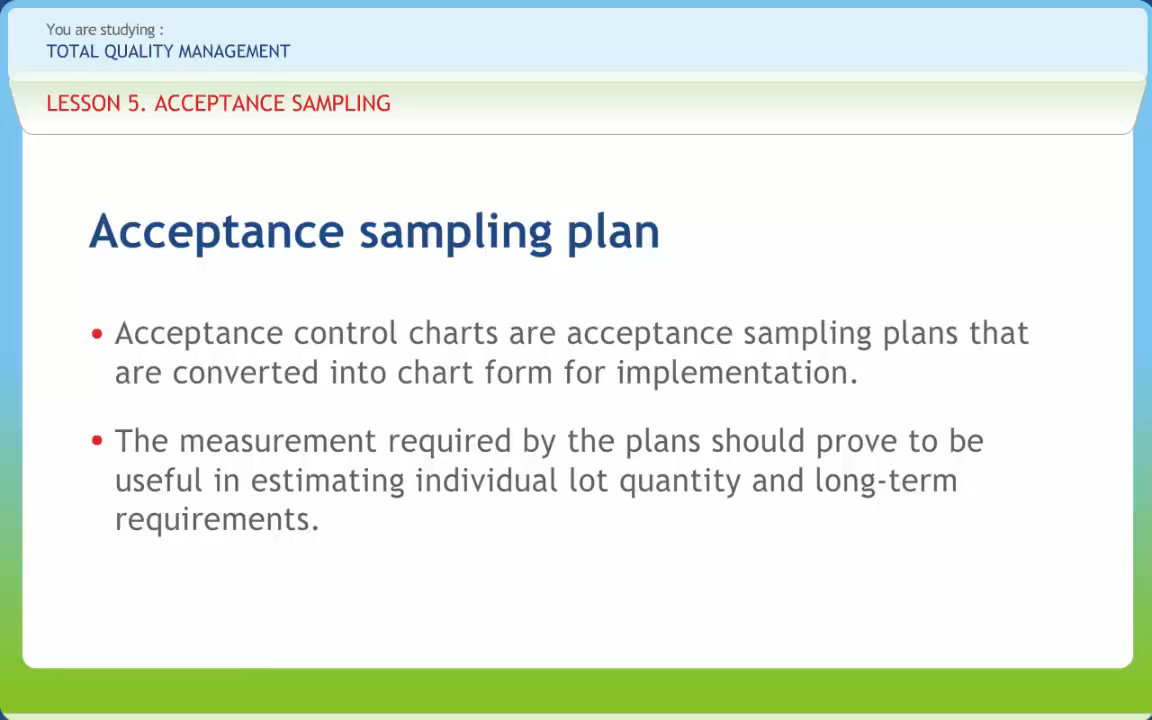 You are studying :
TOTAL QUALITY MANAGEMENT
LESSON 5. ACCEPTANCE SAMPLING
Acceptance sampling plan
• Acceptance control charts are acceptance sampling plans that
are converted into chart form for implementation.
• The measurement required by the plans should prove to be
useful in estimating individual lot quantity and long-term
requirements.